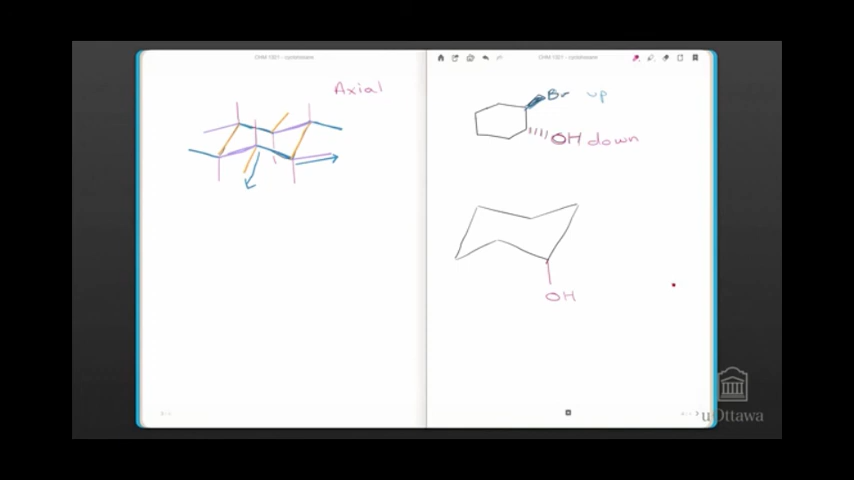 CHM 1321 - cyclohexane
Axial
CHM 1321 - cyclohexane
Br up
OH down
OH
uOttawa